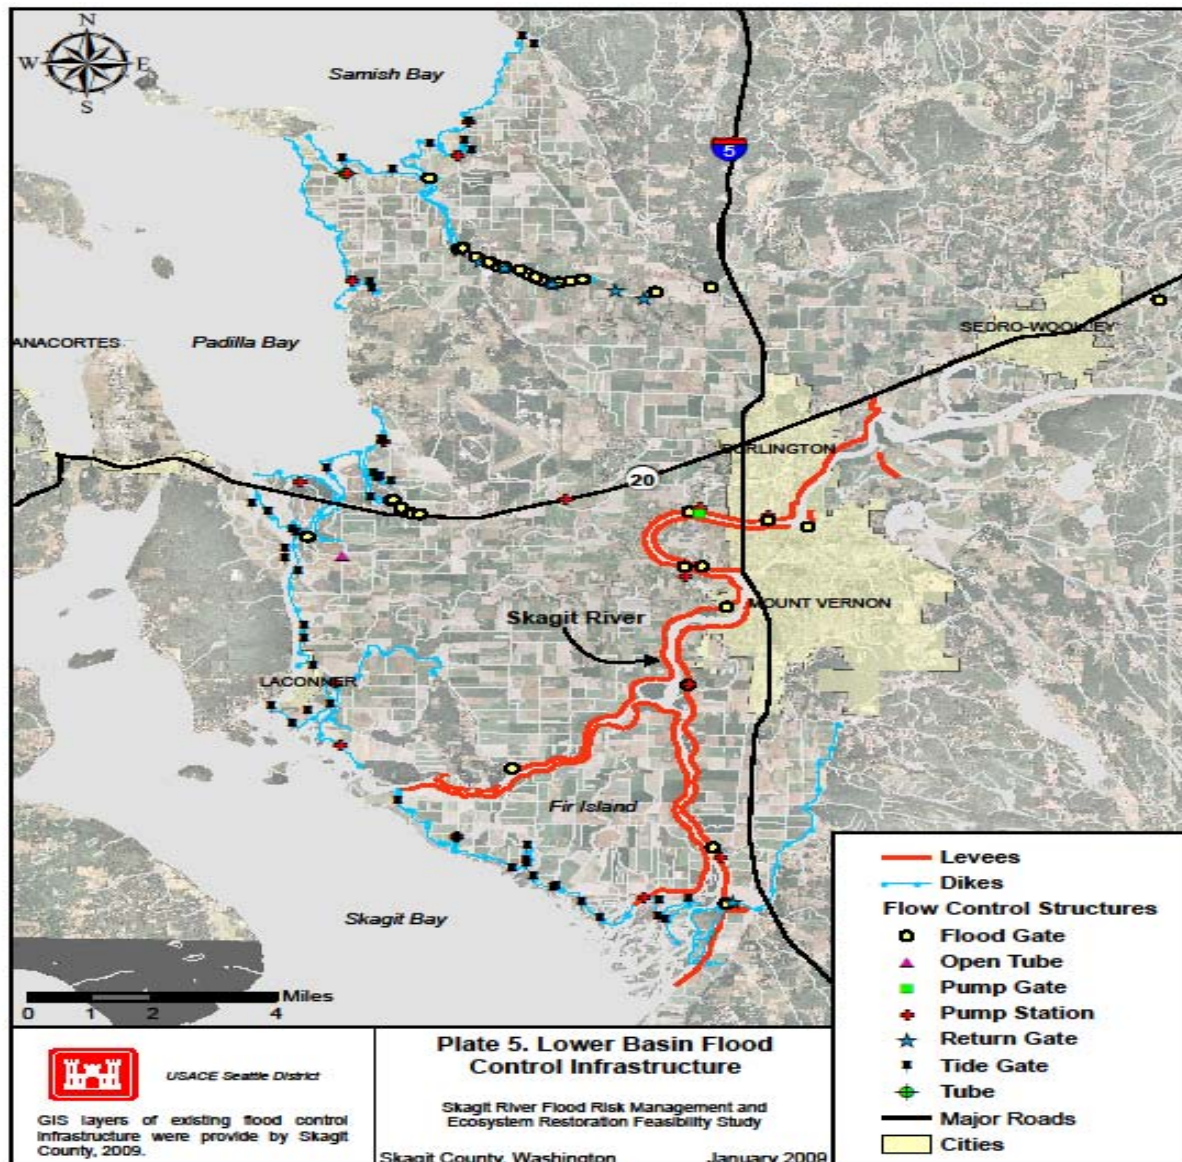 N
W
E
S
Samish Bay
5
ANACORTES
Padilla Bay
SEDRO-WOOLLEY
BURLINGTON
20
MOUNT VERNON
Skagit River
LACONNER
Fir Island
Skagit Bay
Miles
0 1 2 4
Levees
Dikes
Flow Control Structures
Flood Gate
Open Tube
Pump Gate
Pump Station
Return Gate
Tide Gate
Tube
Major Roads
Cities
USACE Seattle District
GIS layers of existing flood control
infrastructure were provide by Skagit
County, 2009.
Plate 5. Lower Basin Flood
Control Infrastructure
Skagit River Flood Risk Management and
Ecosystem Restoration Feasibility Study
Skagit County, Washington January 2009